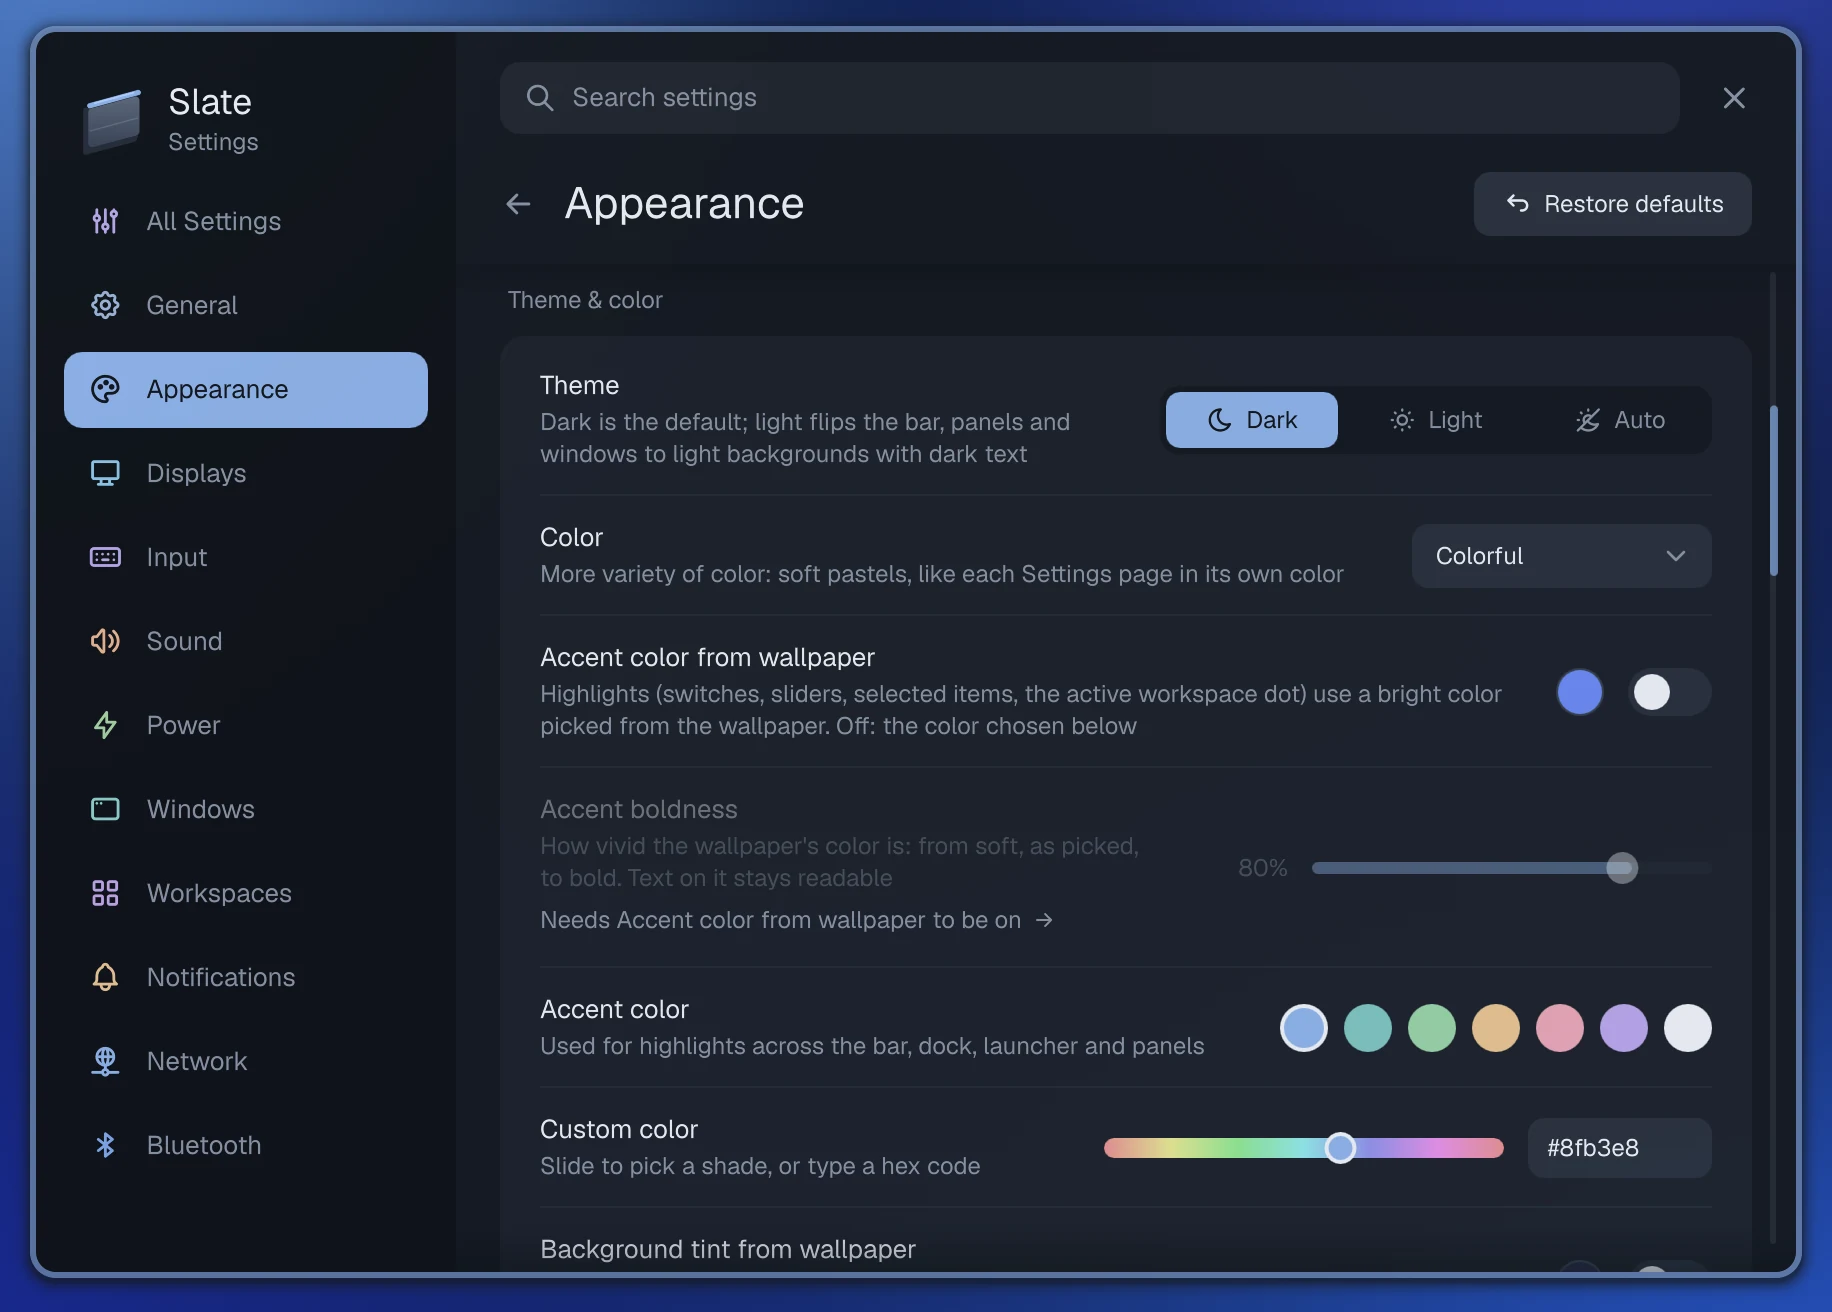 Slate
Settings
All Settings
General
Appearance
Displays
Input
Sound
Power
Windows
Workspaces
Notifications
Network
Bluetooth
Search settings
Appearance
Restore defaults
Theme & color
Theme
Dark is the default; light flips the bar, panels and
windows to light backgrounds with dark text
Dark
Light
Auto
Color
More variety of color: soft pastels, like each Settings page in its own color
Colorful
Accent color from wallpaper
Highlights (switches, sliders, selected items, the active workspace dot) use a bright color
picked from the wallpaper. Off: the color chosen below
Accent boldness
How vivid the wallpaper's color is: from soft, as picked,
to bold. Text on it stays readable
80%
Needs Accent color from wallpaper to be on →
Accent color
Used for highlights across the bar, dock, launcher and panels
Custom color
Slide to pick a shade, or type a hex code
#8fb3e8
Background tint from wallpaper